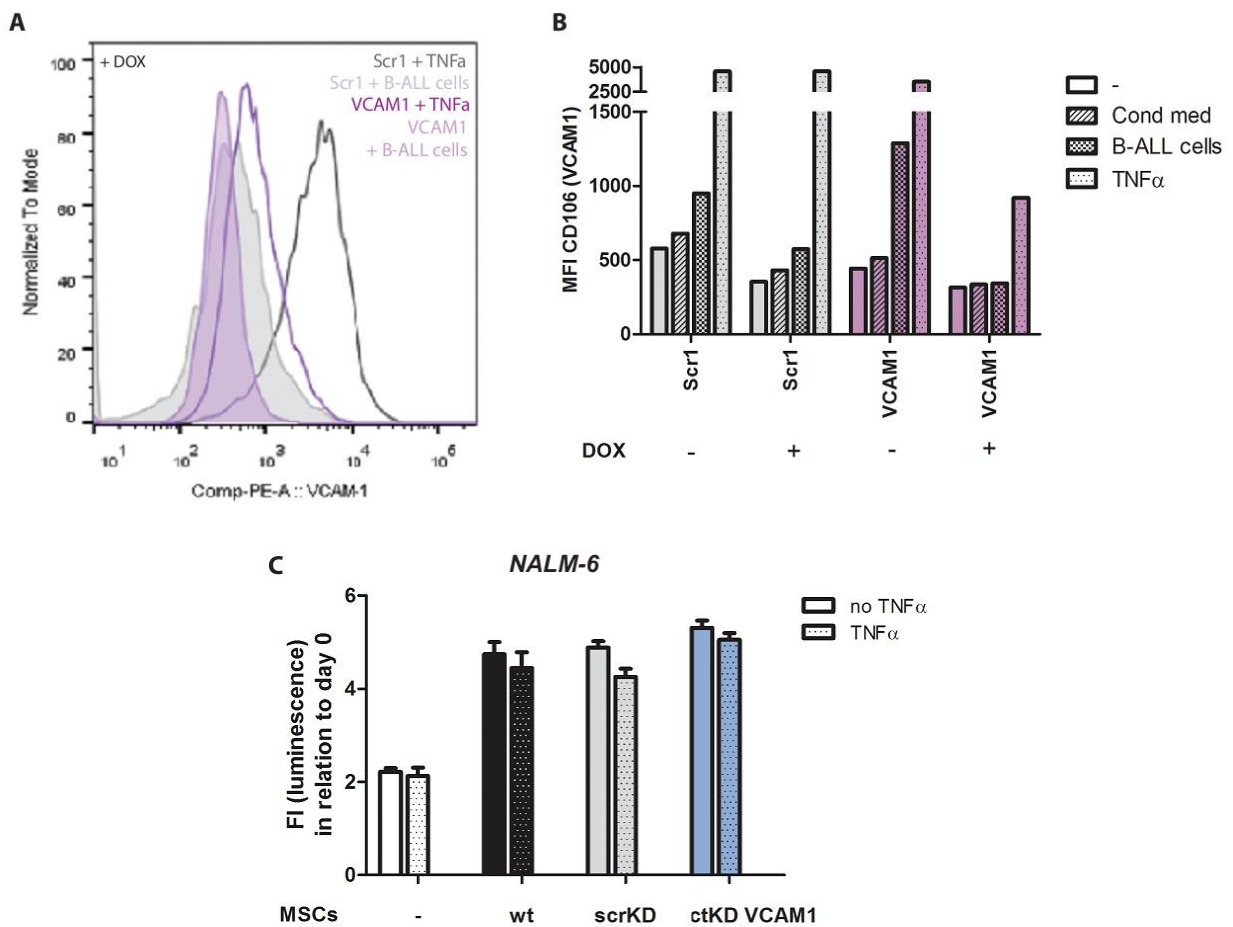 A
+ DOX
Scr1 + TNFa
Scr1 + B-ALL cells
VCAM1 + TNFa
VCAM1
+ B-ALL cells
100
80
60
40
20
0
Normalized To Mode
10^1 10^2 10^3 10^4 10^5
Comp-PE-A :: VCAM-1
B
5000
2500
1500
1000
500
0
MFI CD106 (VCAM1)
-
Cond med
B-ALL cells
TNFα
Scr1 Scr1 VCAM1 VCAM1
DOX - + - +
C
NALM-6
6
4
2
0
FI (luminescence)
in relation to day 0
no TNFα
TNFα
MSCs - wt scrKD ctKD VCAM1